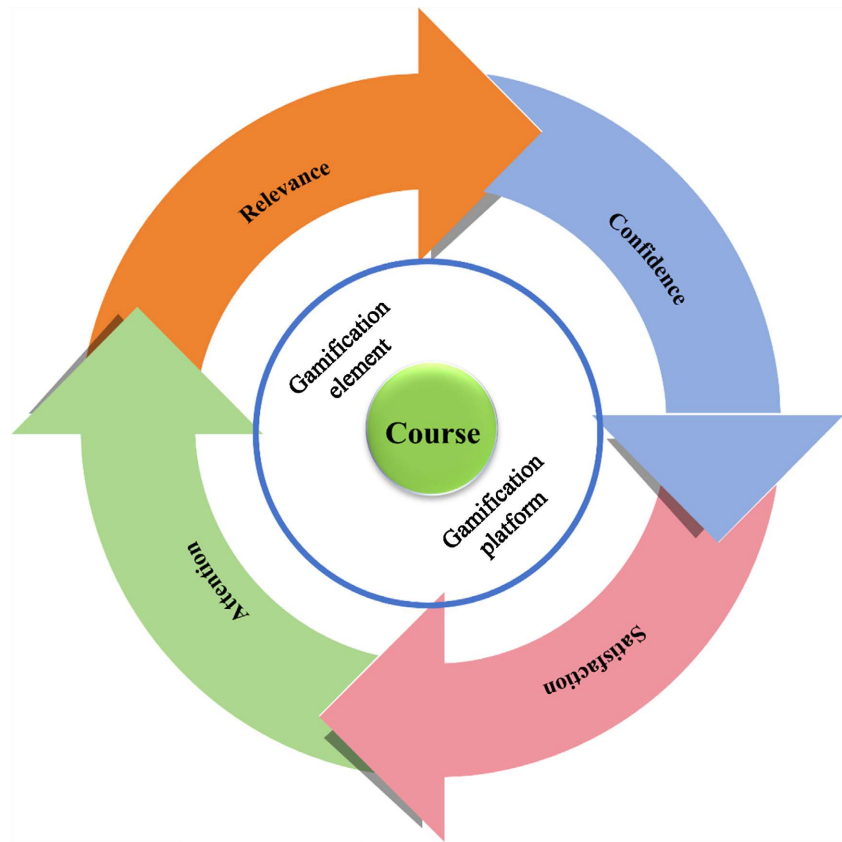 Relevance
Confidence
Gamification
element
Course
Gamification
platform
Attention
Satisfaction